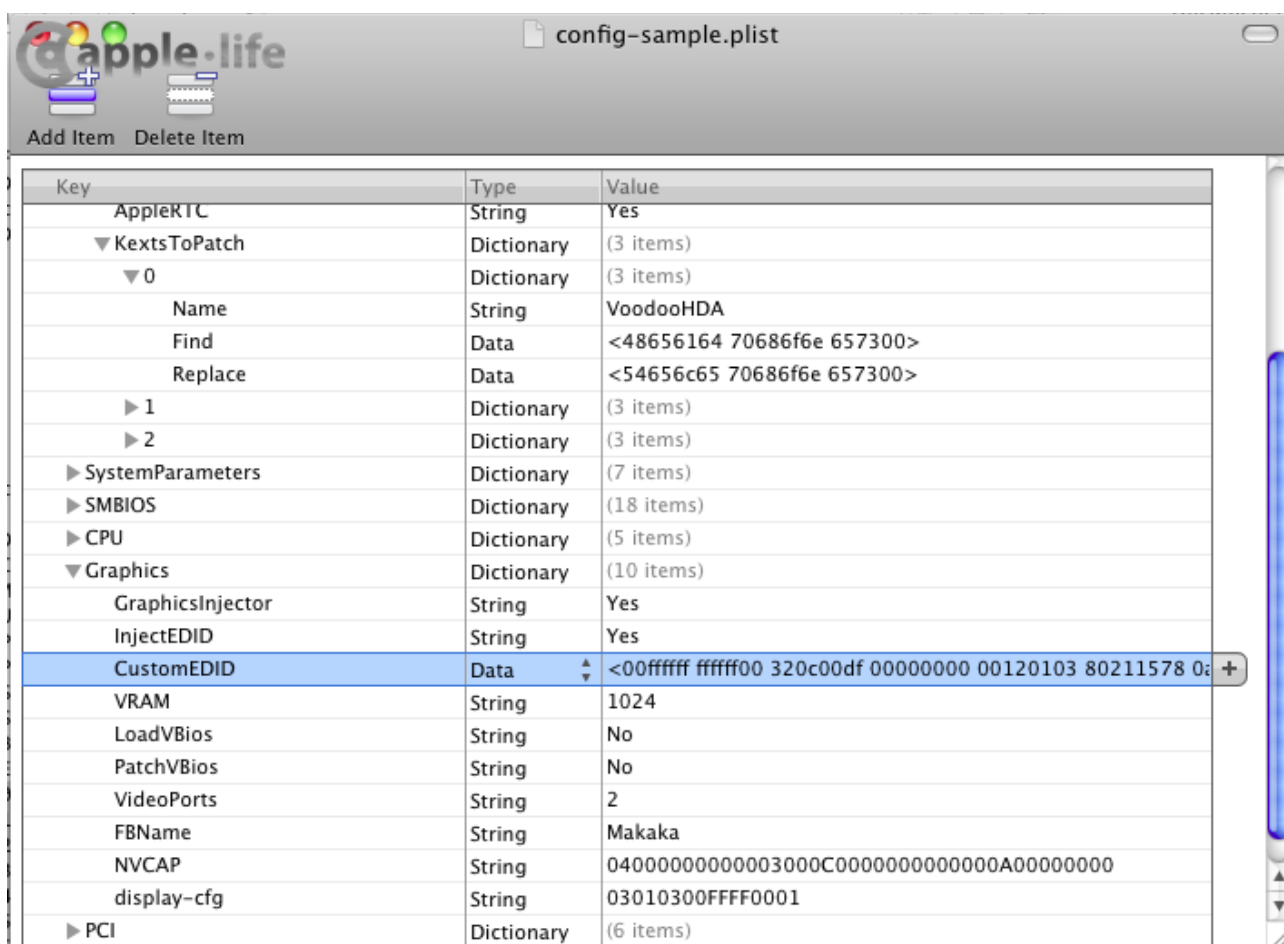 apple·life
config-sample.plist
Add Item Delete Item
Key Type Value
AppleRTC String Yes
KextsToPatch Dictionary (3 items)
0 Dictionary (3 items)
Name String VoodooHDA
Find Data <48656164 70686f6e 657300>
Replace Data <54656c65 70686f6e 657300>
1 Dictionary (3 items)
2 Dictionary (3 items)
SystemParameters Dictionary (7 items)
SMBIOS Dictionary (18 items)
CPU Dictionary (5 items)
Graphics Dictionary (10 items)
GraphicsInjector String Yes
InjectEDID String Yes
CustomEDID Data <00ffffff ffffff00 320c00df 00000000 00120103 80211578 0a
VRAM String 1024
LoadVBios String No
PatchVBios String No
VideoPorts String 2
FBName String Makaka
NVCAP String 04000000000003000C0000000000000A00000000
display-cfg String 03010300FFFF0001
PCI Dictionary (6 items)